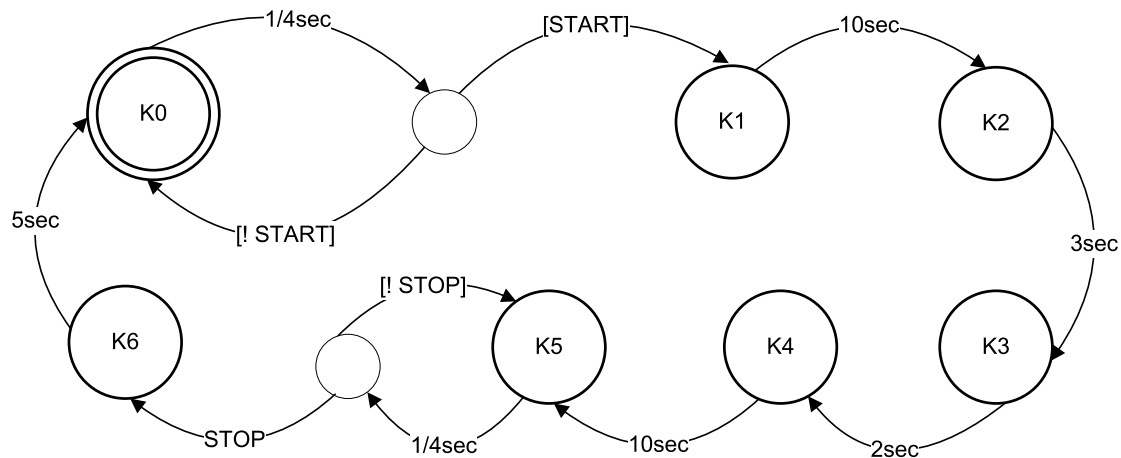 1/4sec
[START]
10sec
K0
K1
K2
[! START]
5sec
3sec
[! STOP]
K6
K5
K4
K3
STOP
1/4sec
10sec
2sec